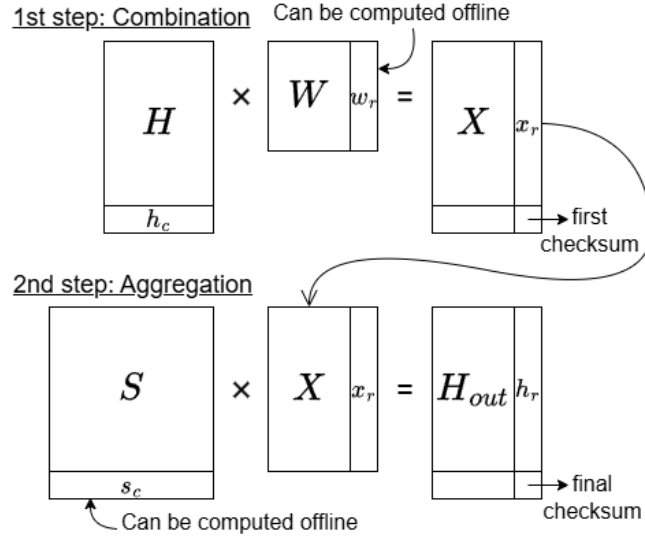 1st step: Combination
Can be computed offline
H × W w_r = X x_r
h_c
first
checksum
2nd step: Aggregation
S × X x_r = H_out h_r
s_c
final
checksum
Can be computed offline